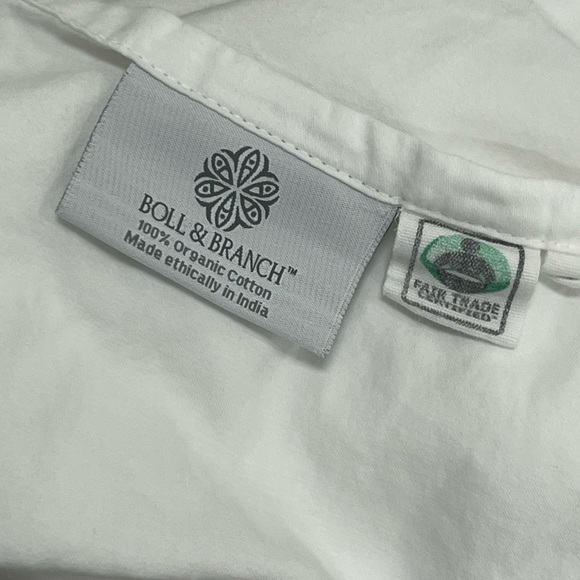 BOLL & BRANCH™
100% Organic Cotton
Made ethically in India
FAIR TRADE
CERTIFIED™